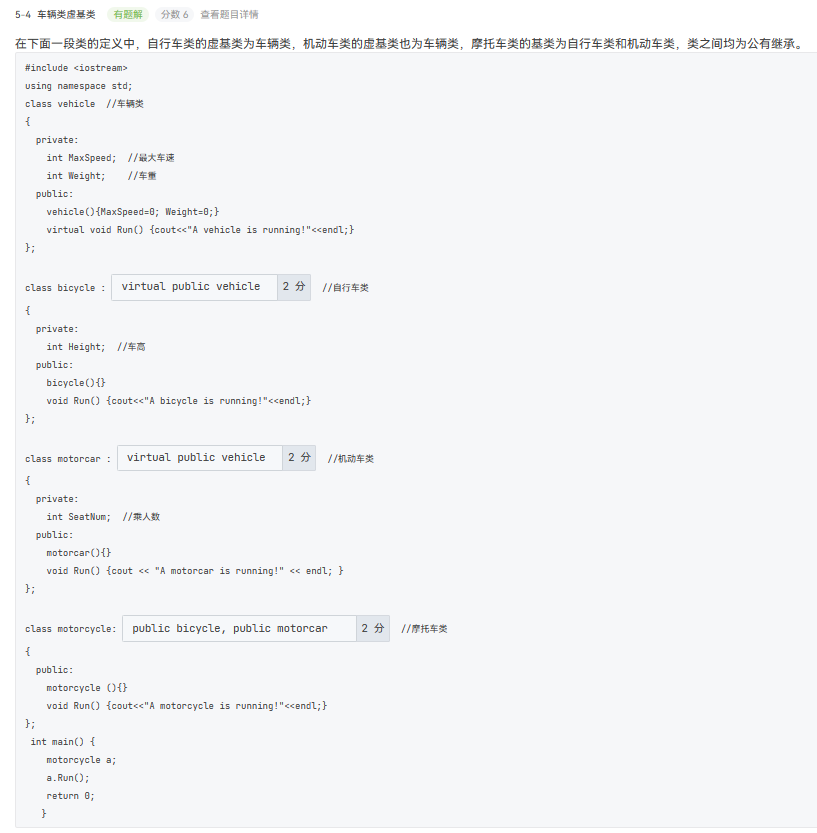 5-4 车辆类虚基类 有题解 分数 6 查看题目详情
在下面一段类的定义中，自行车类的虚基类为车辆类，机动车类的虚基类也为车辆类，摩托车类的基类为自行车类和机动车类，类之间均为公有继承。
#include <iostream>
using namespace std;
class vehicle  //车辆类
{
  private:
    int MaxSpeed;  //最大车速
    int Weight;    //车重
  public:
    vehicle(){MaxSpeed=0; Weight=0;}
    virtual void Run() {cout<<"A vehicle is running!"<<endl;}
};
class bicycle : virtual public vehicle 2 分 //自行车类
{
  private:
    int Height;  //车高
  public:
    bicycle(){}
    void Run() {cout<<"A bicycle is running!"<<endl;}
};
class motorcar : virtual public vehicle 2 分 //机动车类
{
  private:
    int SeatNum;  //乘人数
  public:
    motorcar(){}
    void Run() {cout << "A motorcar is running!" << endl; }
};
class motorcycle: public bicycle, public motorcar 2 分 //摩托车类
{
  public:
    motorcycle (){}
    void Run() {cout<<"A motorcycle is running!"<<endl;}
};
 int main() {
    motorcycle a;
    a.Run();
    return 0;
   }